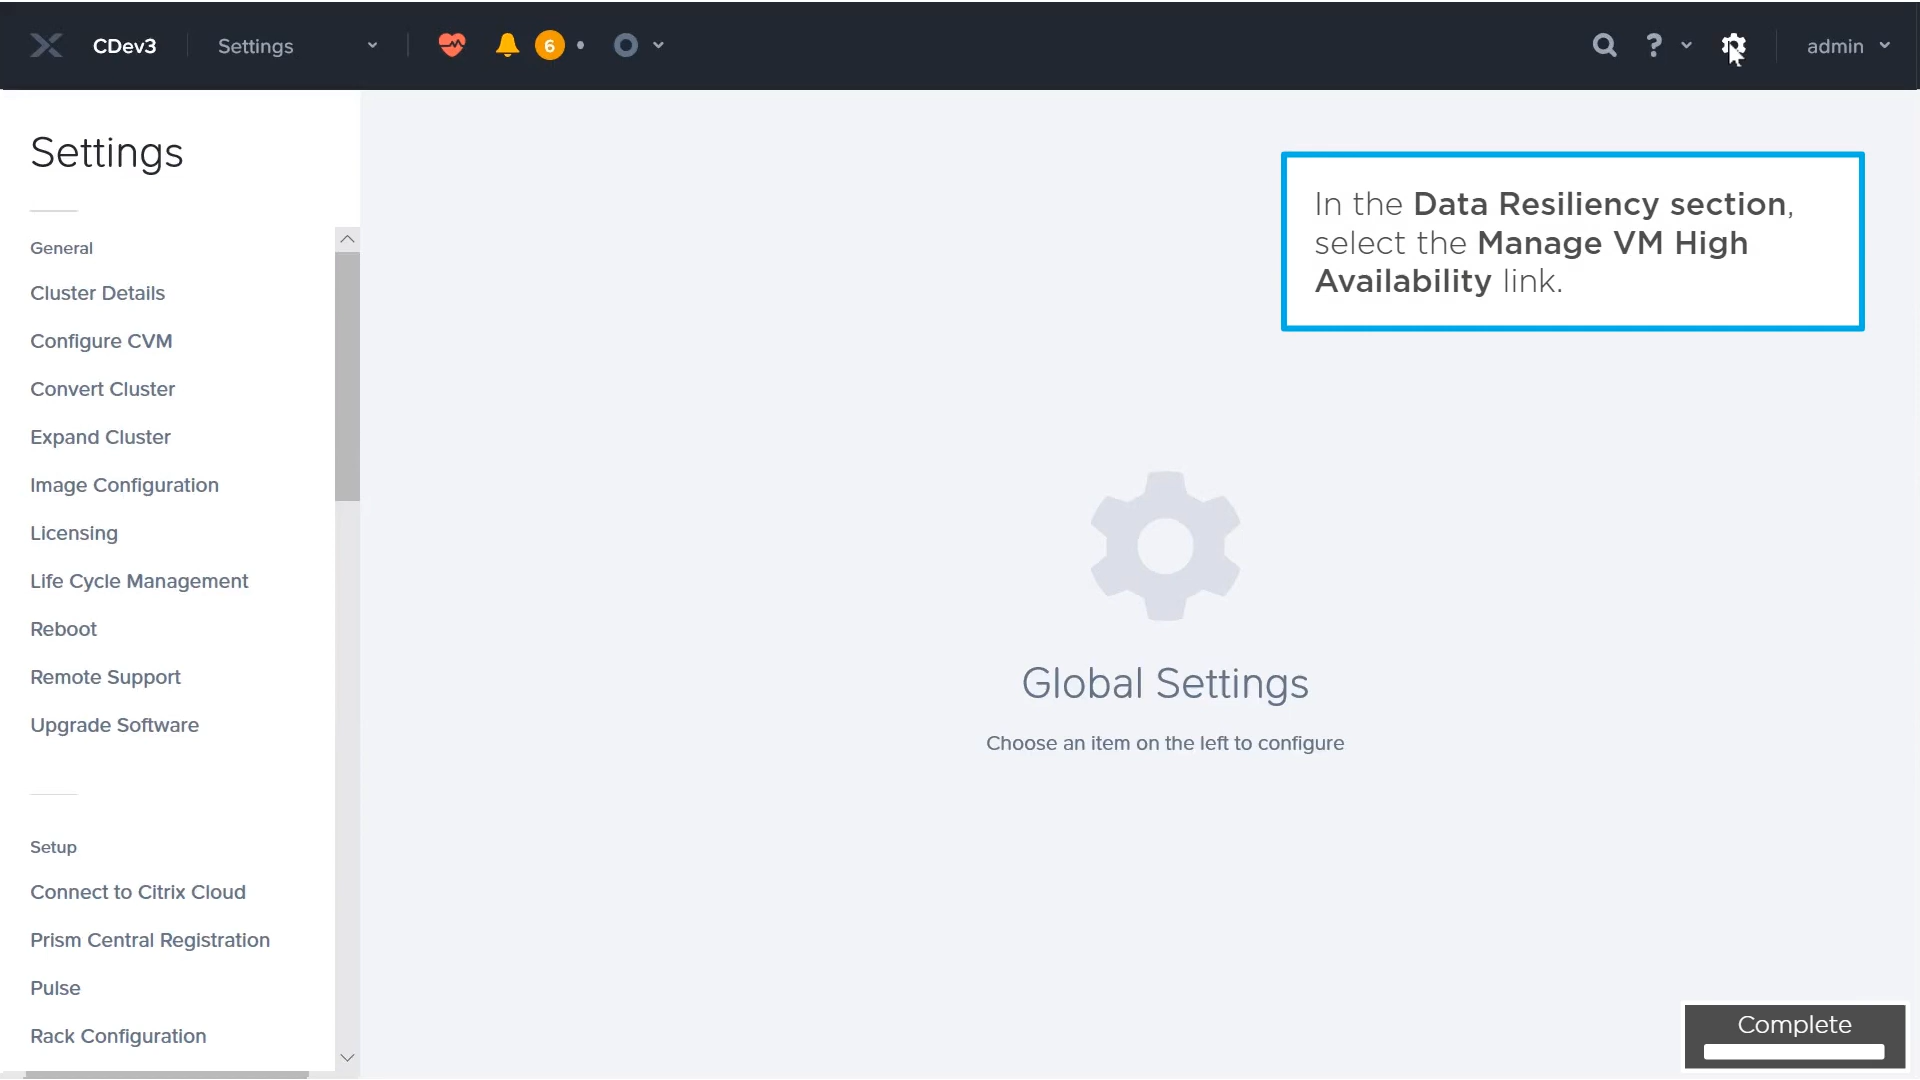 CDev3
Settings
6
?
admin
Settings
General
Cluster Details
Configure CVM
Convert Cluster
Expand Cluster
Image Configuration
Licensing
Life Cycle Management
Reboot
Remote Support
Upgrade Software
Setup
Connect to Citrix Cloud
Prism Central Registration
Pulse
Rack Configuration
In the Data Resiliency section,
select the Manage VM High
Availability link.
Global Settings
Choose an item on the left to configure
Complete